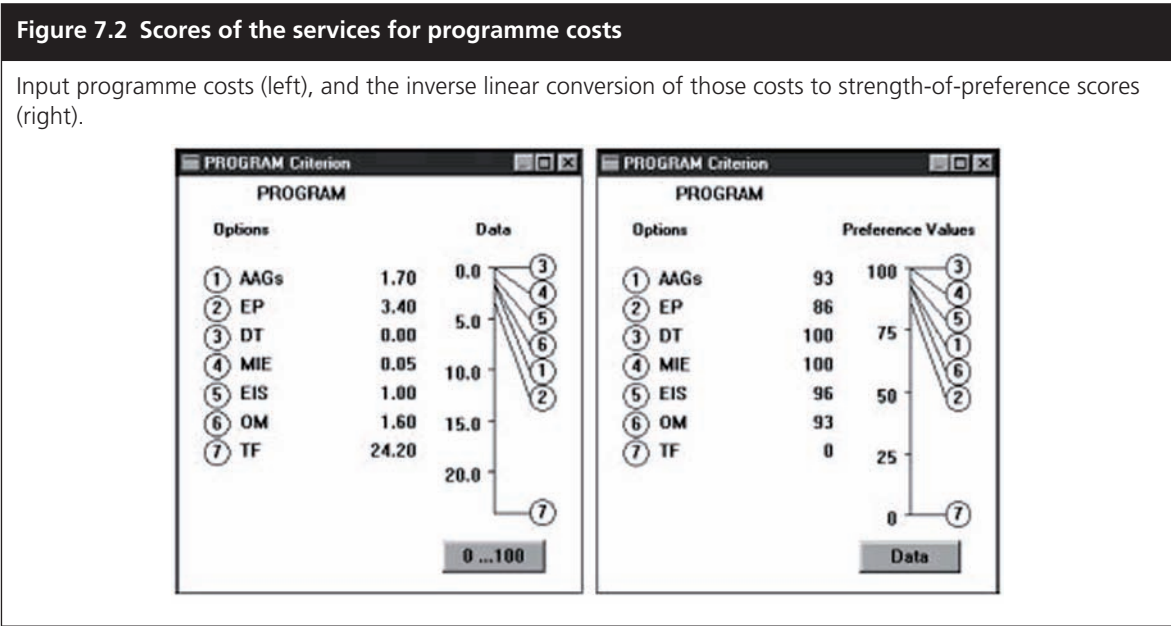 Figure 7.2 Scores of the services for programme costs
Input programme costs (left), and the inverse linear conversion of those costs to strength-of-preference scores
(right).
PROGRAM Criterion
PROGRAM
Options Data
1 AAGs 1.70
2 EP 3.40
3 DT 0.00
4 MIE 0.05
5 EIS 1.00
6 OM 1.60
7 TF 24.20
0.0
5.0
10.0
15.0
20.0
3
4
5
6
1
2
7
0 ...100
PROGRAM Criterion
PROGRAM
Options Preference Values
1 AAGs 93
2 EP 86
3 DT 100
4 MIE 100
5 EIS 96
6 OM 93
7 TF 0
100
75
50
25
0
3
4
5
1
6
2
7
Data